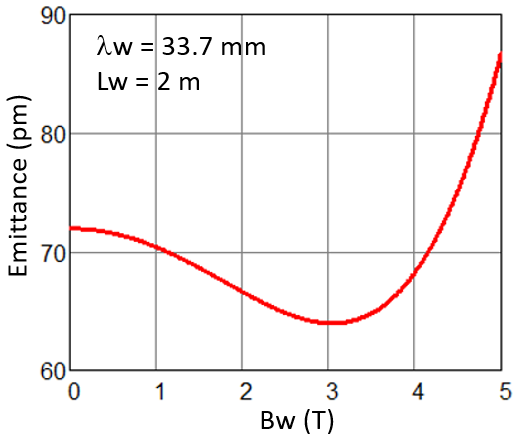 90
λw = 33.7 mm
Lw = 2 m
80
Emittance (pm)
70
60
0 1 2 3 4 5
Bw (T)